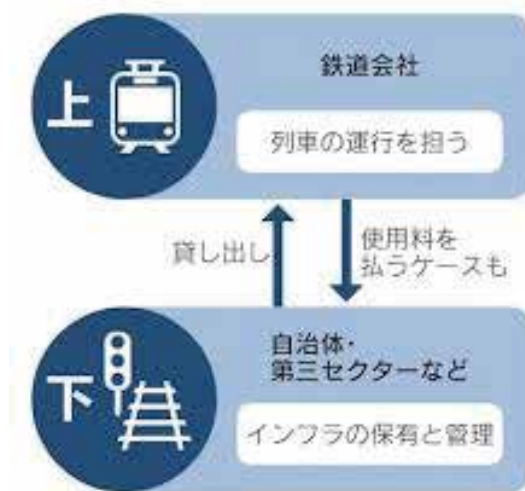 上
鉄道会社
列車の運行を担う
貸し出し
使用料を
払うケースも
下
自治体・
第三セクターなど
インフラの保有と管理